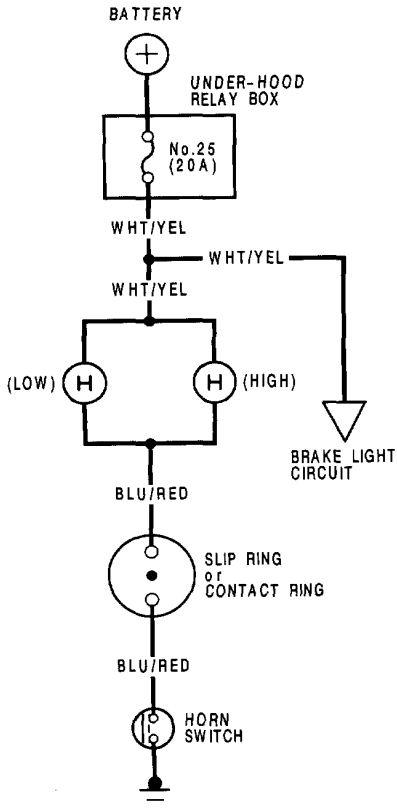 BATTERY
UNDER-HOOD
RELAY BOX
No.25
(20A)
WHT/YEL
WHT/YEL
WHT/YEL
(LOW)
H
H
(HIGH)
BRAKE LIGHT
CIRCUIT
BLU/RED
SLIP RING
or
CONTACT RING
BLU/RED
HORN
SWITCH